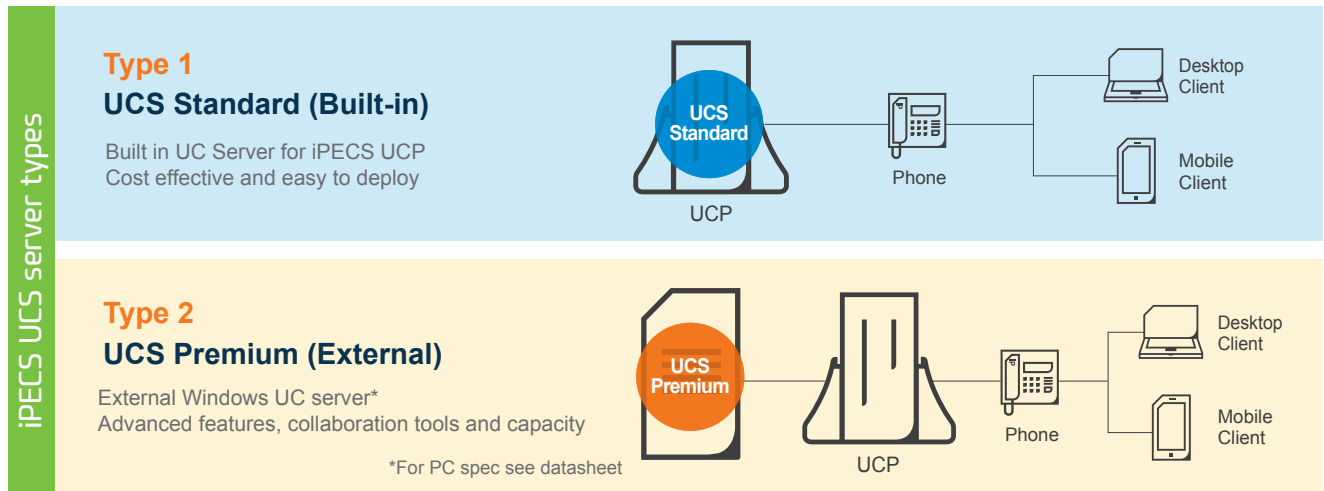 iPECS UCS server types
Type 1
UCS Standard (Built-in)
Built in UC Server for iPECS UCP
Cost effective and easy to deploy
UCS
Standard
UCP
Phone
Desktop
Client
Mobile
Client
Type 2
UCS Premium (External)
External Windows UC server*
Advanced features, collaboration tools and capacity
*For PC spec see datasheet
UCS
Premium
UCP
Phone
Desktop
Client
Mobile
Client